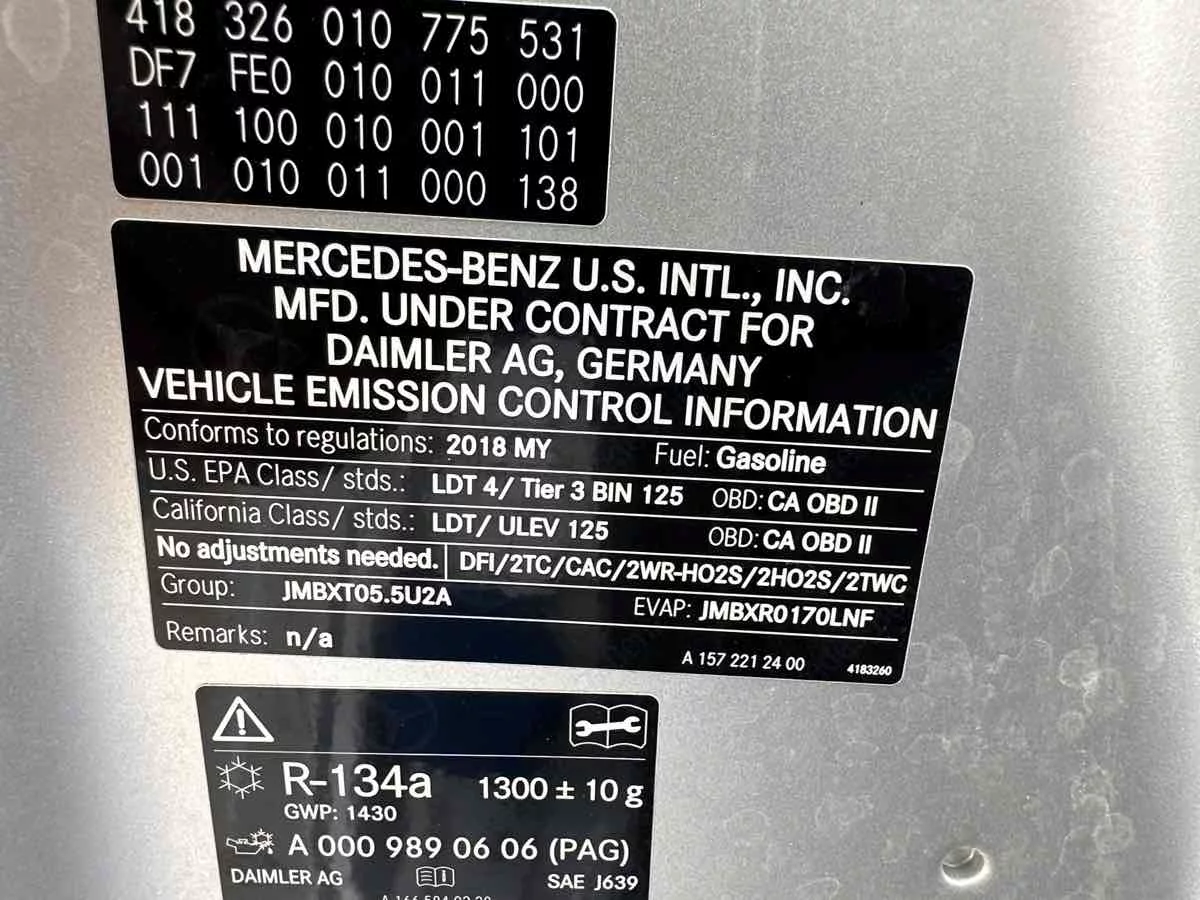 418 326 010 775 531
DF7 FE0 010 011 000
111 100 010 001 101
001 010 011 000 138
MERCEDES-BENZ U.S. INTL., INC.
MFD. UNDER CONTRACT FOR
DAIMLER AG, GERMANY
VEHICLE EMISSION CONTROL INFORMATION
Conforms to regulations: 2018 MY Fuel: Gasoline
U.S. EPA Class/ stds.: LDT 4/ Tier 3 BIN 125 OBD: CA OBD II
California Class/ stds.: LDT/ ULEV 125 OBD: CA OBD II
No adjustments needed. DFI/2TC/CAC/2WR-HO2S/2HO2S/2TWC
Group: JMBXT05.5U2A EVAP: JMBXR0170LNF
Remarks: n/a A 157 221 24 00 4183260
R-134a 1300 ± 10 g
GWP: 1430
A 000 989 06 06 (PAG)
DAIMLER AG SAE J639